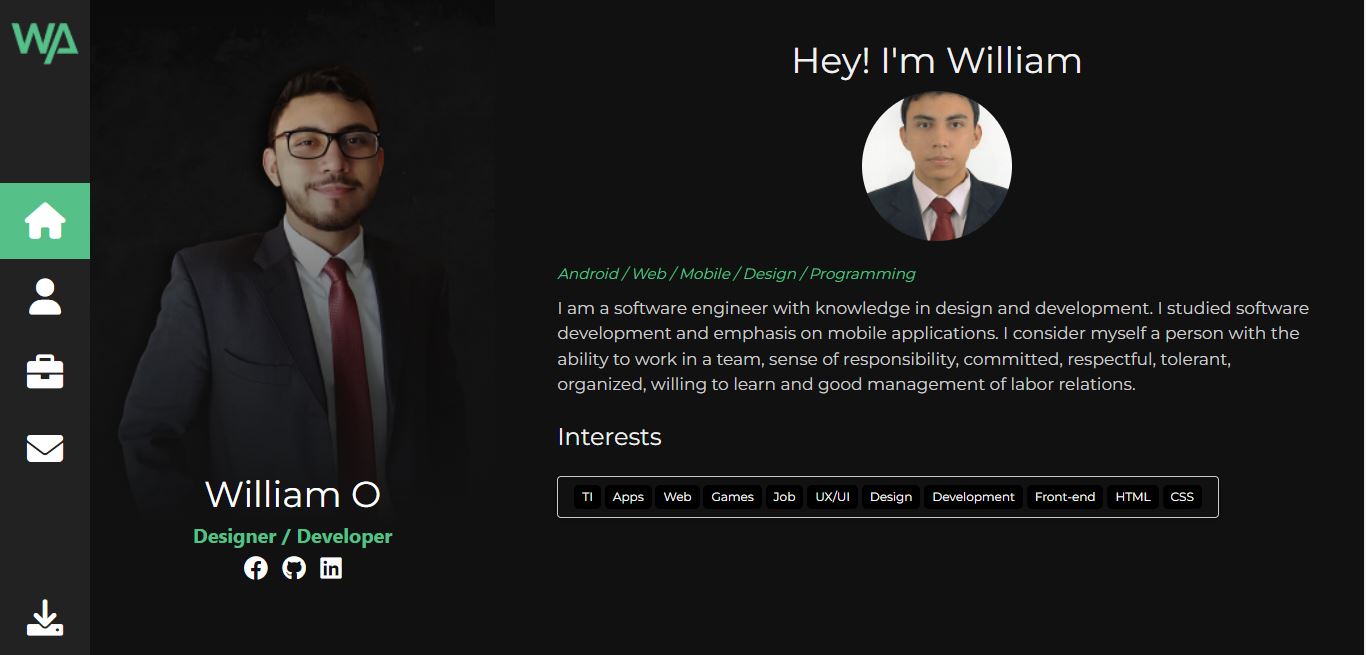 WA
Hey! I'm William
Android / Web / Mobile / Design / Programming
I am a software engineer with knowledge in design and development. I studied software
development and emphasis on mobile applications. I consider myself a person with the
ability to work in a team, sense of responsibility, committed, respectful, tolerant,
organized, willing to learn and good management of labor relations.
Interests
TI Apps Web Games Job UX/UI Design Development Front-end HTML CSS
William O
Designer / Developer